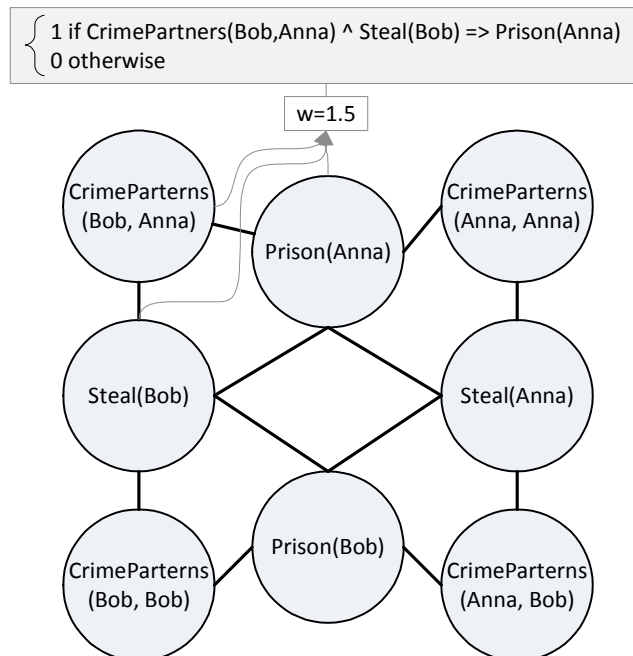 1 if CrimePartners(Bob,Anna) ^ Steal(Bob) => Prison(Anna)
0 otherwise
w=1.5
CrimeParterns
(Bob, Anna)
Prison(Anna)
CrimeParterns
(Anna, Anna)
Steal(Bob)
Steal(Anna)
CrimeParterns
(Bob, Bob)
Prison(Bob)
CrimeParterns
(Anna, Bob)